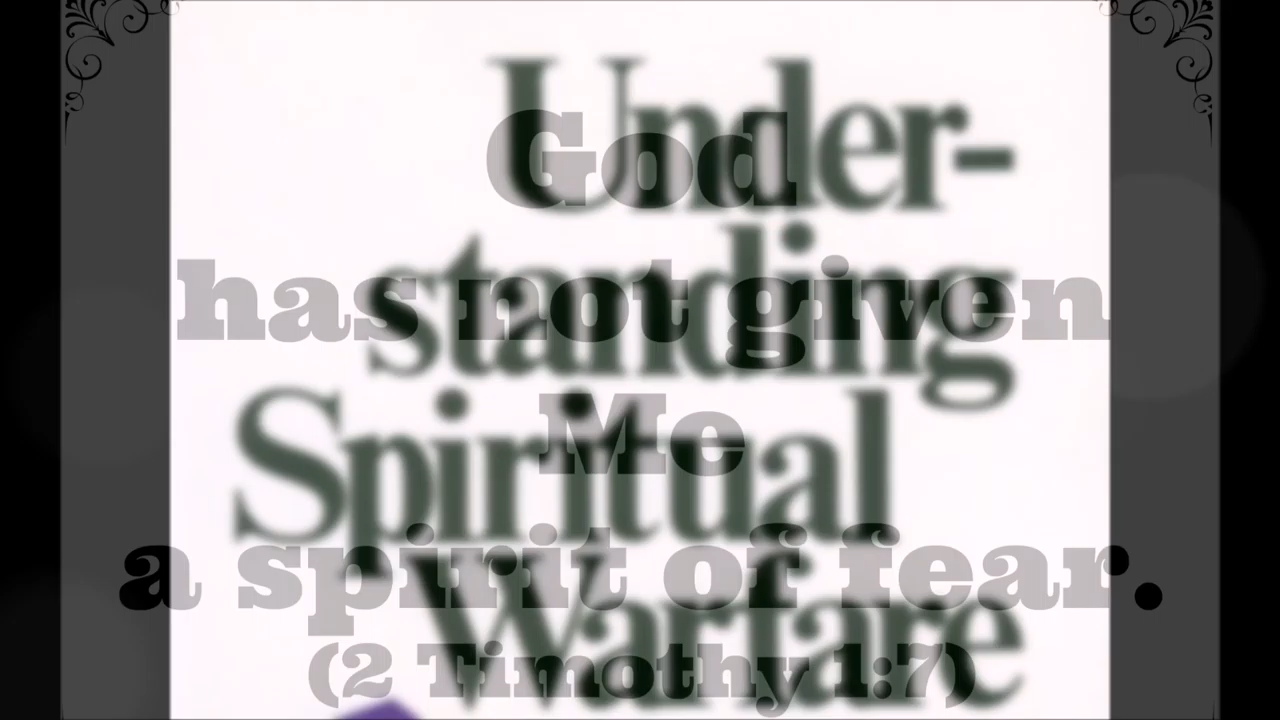 Under-
standing
Spiritual
Warfare
God
has not given
Me
a spirit of fear.
(2 Timothy 1:7)